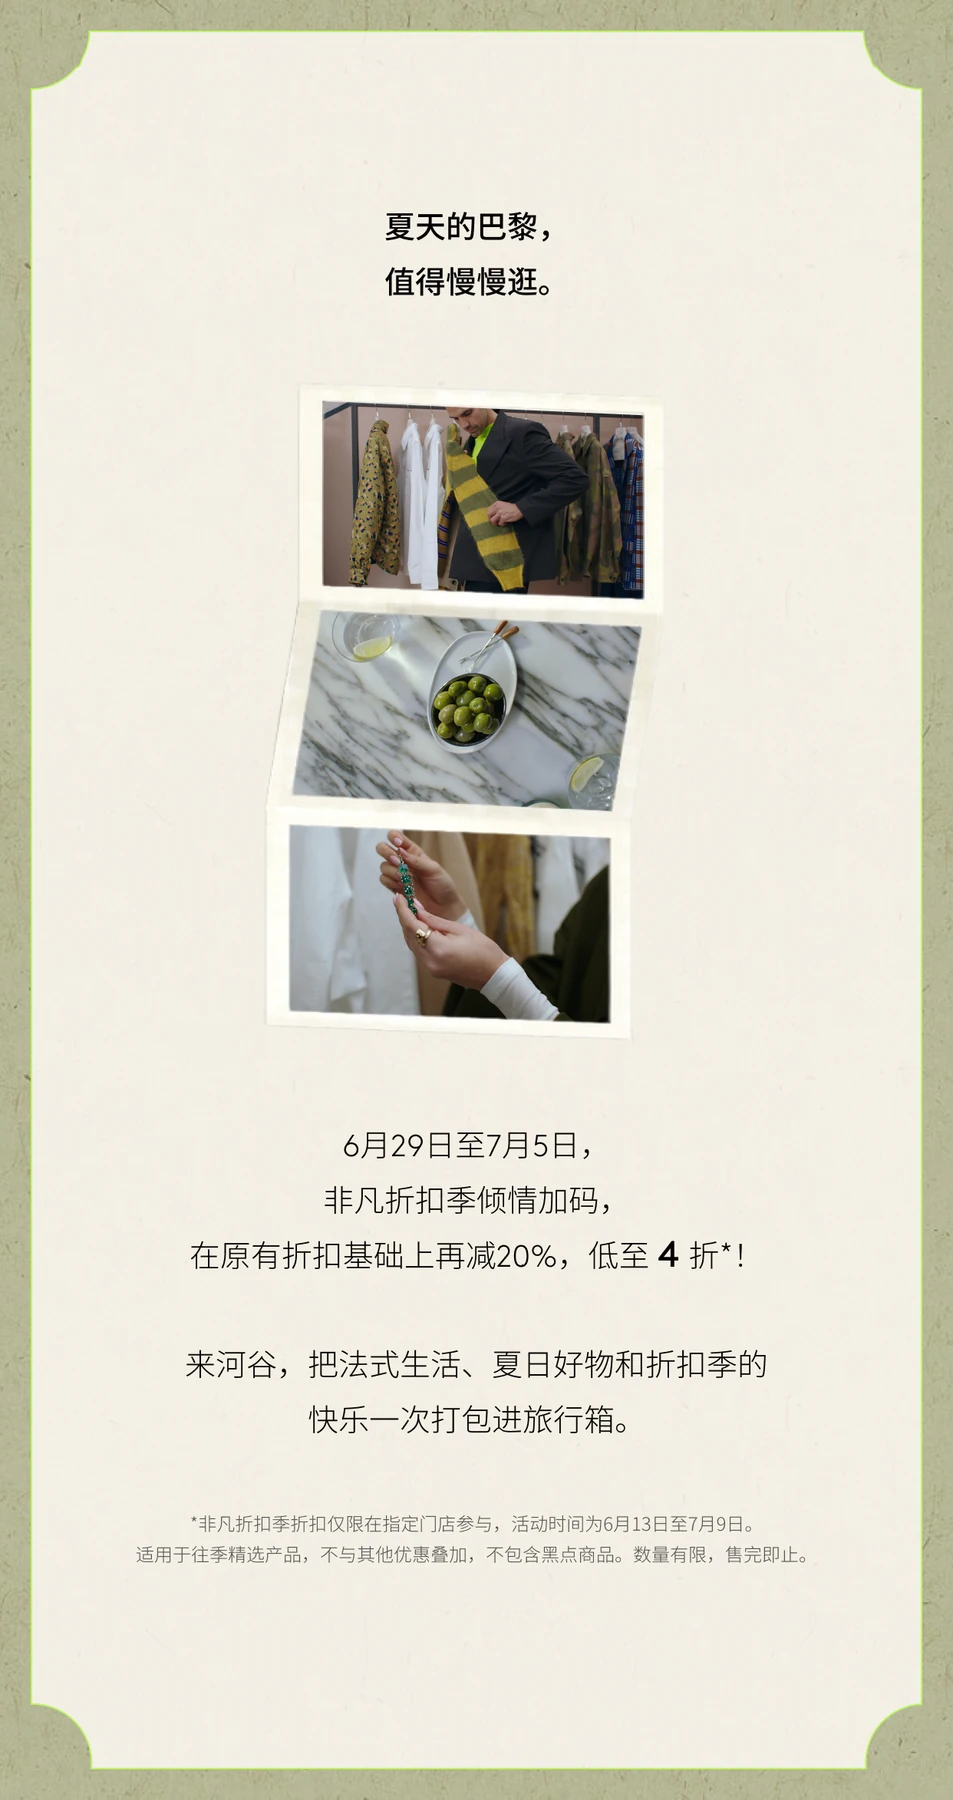 夏天的巴黎，
值得慢慢逛。
6月29日至7月5日，
非凡折扣季倾情加码，
在原有折扣基础上再减20%，低至 4 折*！
来河谷，把法式生活、夏日好物和折扣季的
快乐一次打包进旅行箱。
*非凡折扣季折扣仅限在指定门店参与，活动时间为6月13日至7月9日。
适用于往季精选产品，不与其他优惠叠加，不包含黑点商品。数量有限，售完即止。